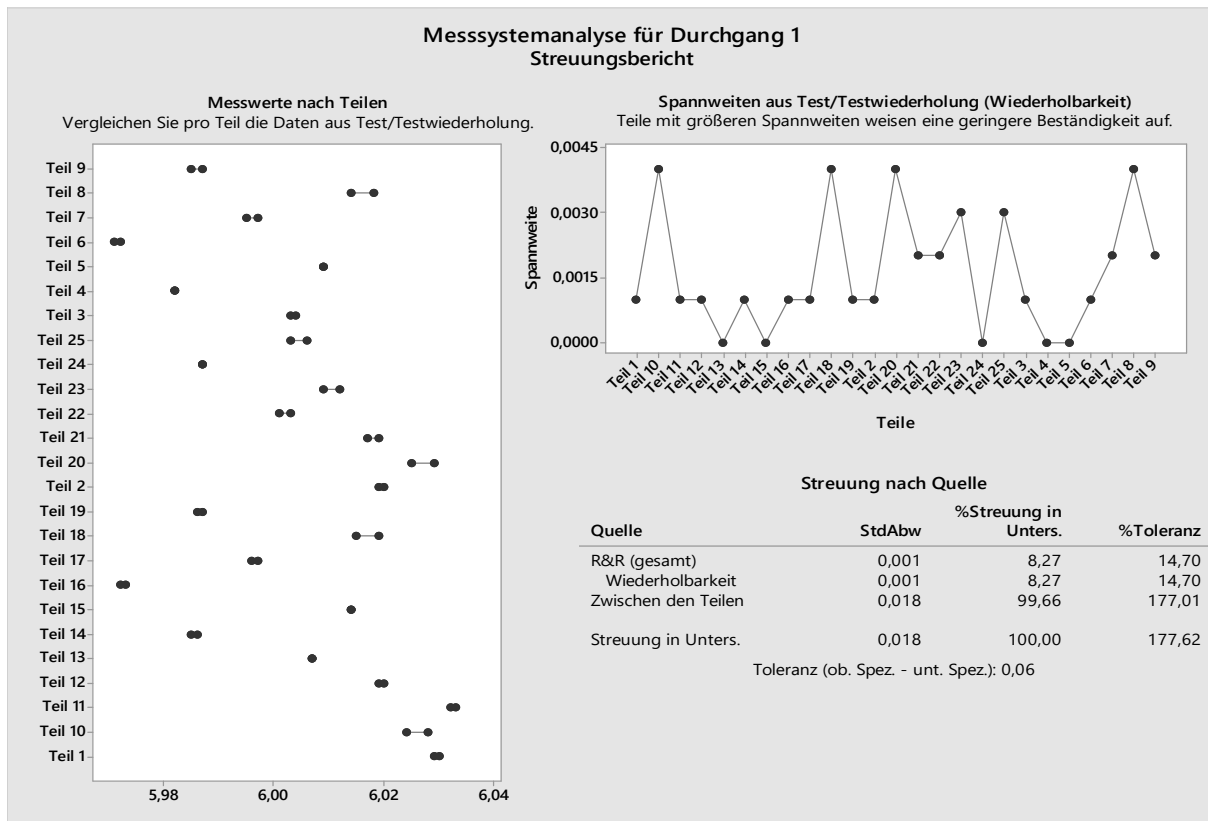 Messsystemanalyse für Durchgang 1
Streuungsbericht
Messwerte nach Teilen
Vergleichen Sie pro Teil die Daten aus Test/Testwiederholung.
Teil 9
Teil 8
Teil 7
Teil 6
Teil 5
Teil 4
Teil 3
Teil 25
Teil 24
Teil 23
Teil 22
Teil 21
Teil 20
Teil 2
Teil 19
Teil 18
Teil 17
Teil 16
Teil 15
Teil 14
Teil 13
Teil 12
Teil 11
Teil 10
Teil 1
5,98 6,00 6,02 6,04
Spannweiten aus Test/Testwiederholung (Wiederholbarkeit)
Teile mit größeren Spannweiten weisen eine geringere Beständigkeit auf.
Spannweite
0,0045
0,0030
0,0015
0,0000
Teil 1
Teil 10
Teil 11
Teil 12
Teil 13
Teil 14
Teil 15
Teil 16
Teil 17
Teil 18
Teil 19
Teil 2
Teil 20
Teil 21
Teil 22
Teil 23
Teil 24
Teil 25
Teil 3
Teil 4
Teil 5
Teil 6
Teil 7
Teil 8
Teil 9
Teile
Streuung nach Quelle
%Streuung in
Quelle StdAbw Unters. %Toleranz
R&R (gesamt) 0,001 8,27 14,70
Wiederholbarkeit 0,001 8,27 14,70
Zwischen den Teilen 0,018 99,66 177,01
Streuung in Unters. 0,018 100,00 177,62
Toleranz (ob. Spez. - unt. Spez.): 0,06